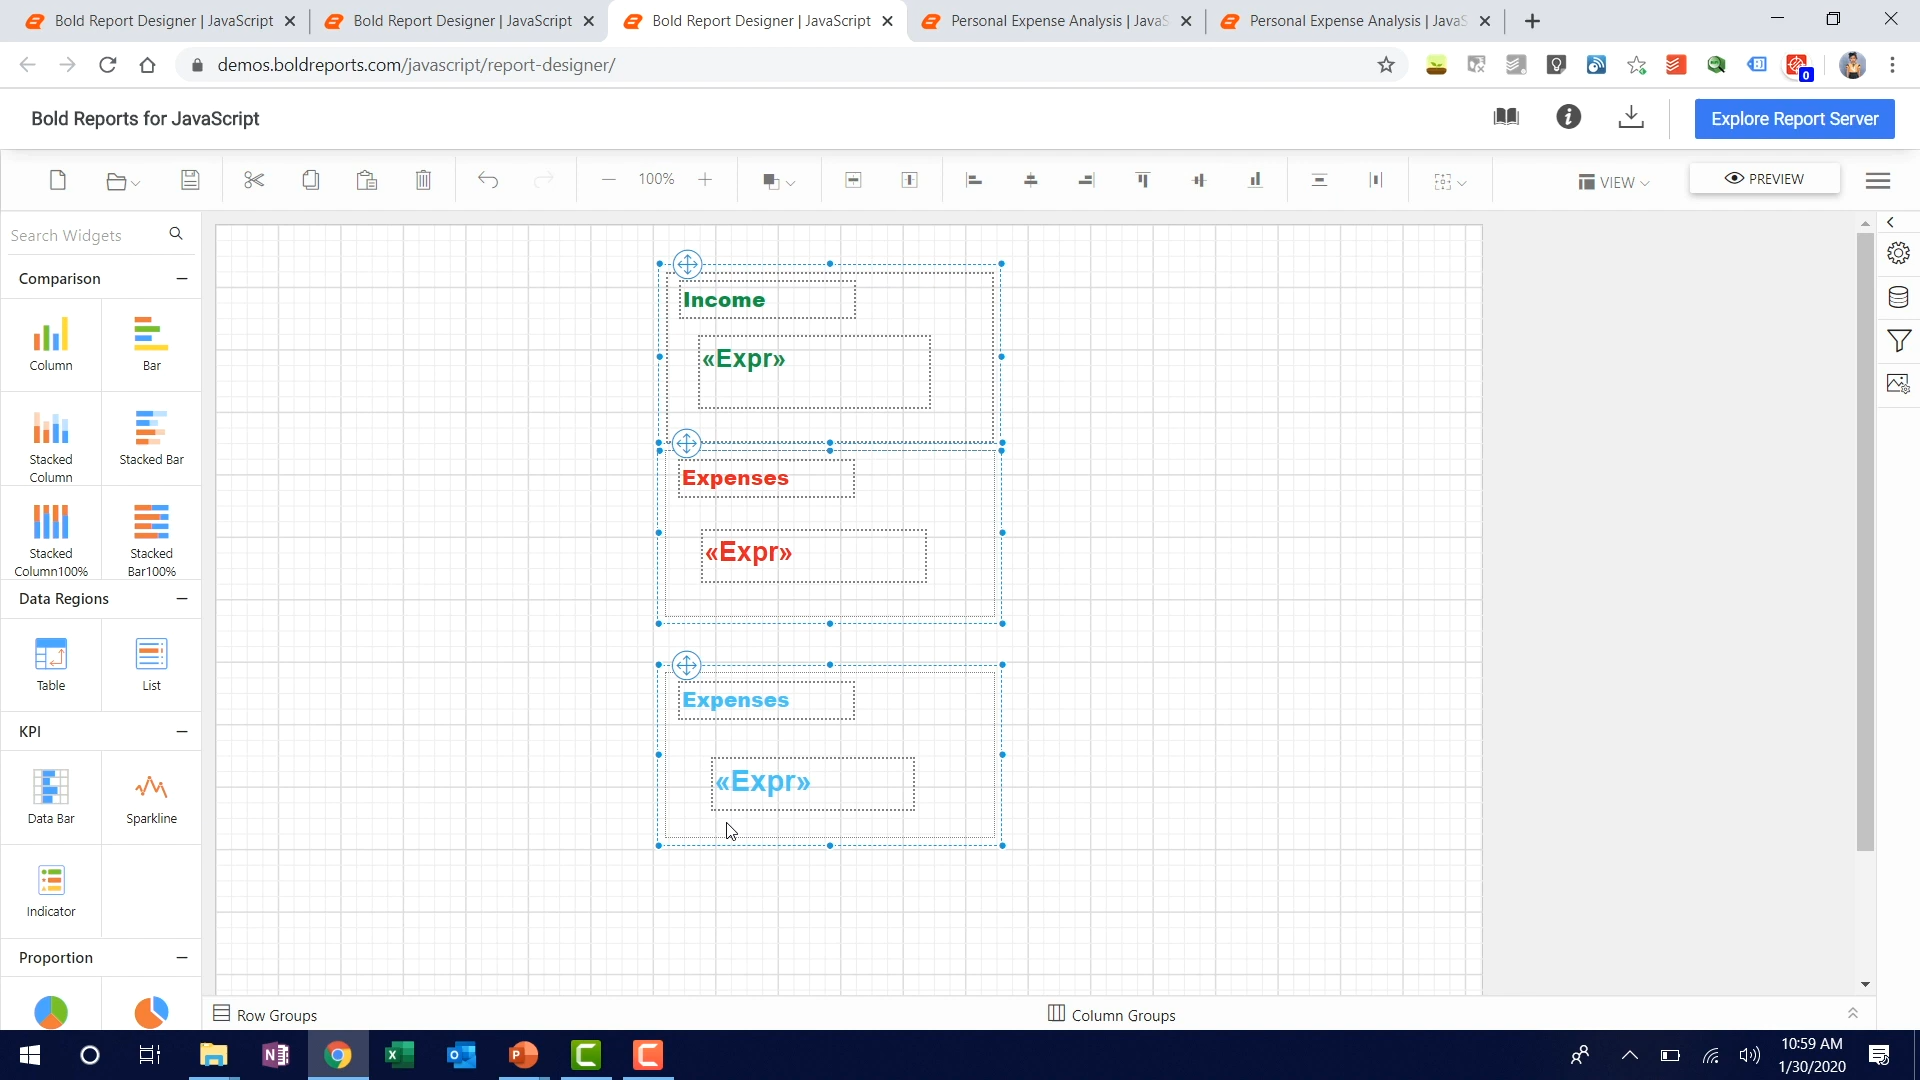 Bold Report Designer | JavaScript
Bold Report Designer | JavaScript
Bold Report Designer | JavaScript
Personal Expense Analysis | JavaS
Personal Expense Analysis | JavaS
demos.boldreports.com/javascript/report-designer/
0
Bold Reports for JavaScript
Explore Report Server
100%
VIEW
PREVIEW
Search Widgets
Comparison
Column
Bar
Stacked
Column
Stacked Bar
Stacked
Column100%
Stacked
Bar100%
Data Regions
Table
List
KPI
Data Bar
Sparkline
Indicator
Proportion
Income
«Expr»
Expenses
«Expr»
Expenses
«Expr»
Row Groups
Column Groups
10:59 AM
1/30/2020